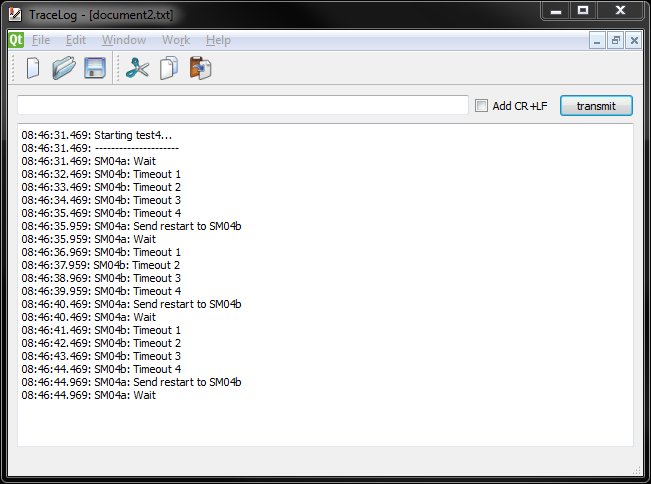 TraceLog - [document2.txt]
Qt File Edit Window Work Help
Add CR+LF transmit
08:46:31.469: Starting test4...
08:46:31.469: ---------------------
08:46:31.469: SM04a: Wait
08:46:32.469: SM04b: Timeout 1
08:46:33.469: SM04b: Timeout 2
08:46:34.469: SM04b: Timeout 3
08:46:35.469: SM04b: Timeout 4
08:46:35.959: SM04a: Send restart to SM04b
08:46:35.959: SM04a: Wait
08:46:36.969: SM04b: Timeout 1
08:46:37.959: SM04b: Timeout 2
08:46:38.969: SM04b: Timeout 3
08:46:39.959: SM04b: Timeout 4
08:46:40.469: SM04a: Send restart to SM04b
08:46:40.469: SM04a: Wait
08:46:41.469: SM04b: Timeout 1
08:46:42.469: SM04b: Timeout 2
08:46:43.469: SM04b: Timeout 3
08:46:44.469: SM04b: Timeout 4
08:46:44.969: SM04a: Send restart to SM04b
08:46:44.969: SM04a: Wait